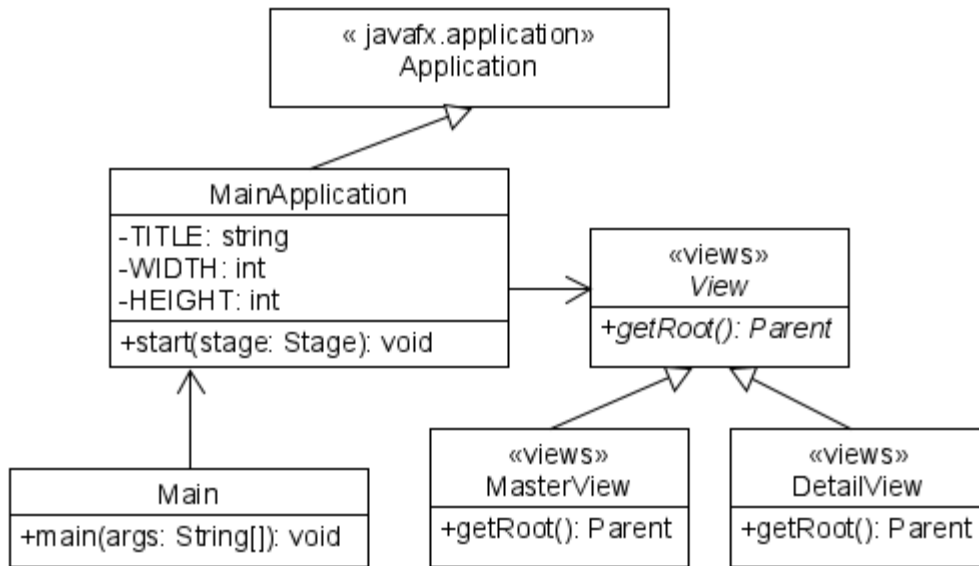 « javafx.application»
Application
MainApplication
-TITLE: string
-WIDTH: int
-HEIGHT: int
+start(stage: Stage): void
«views»
View
+getRoot(): Parent
Main
+main(args: String[]): void
«views»
MasterView
+getRoot(): Parent
«views»
DetailView
+getRoot(): Parent